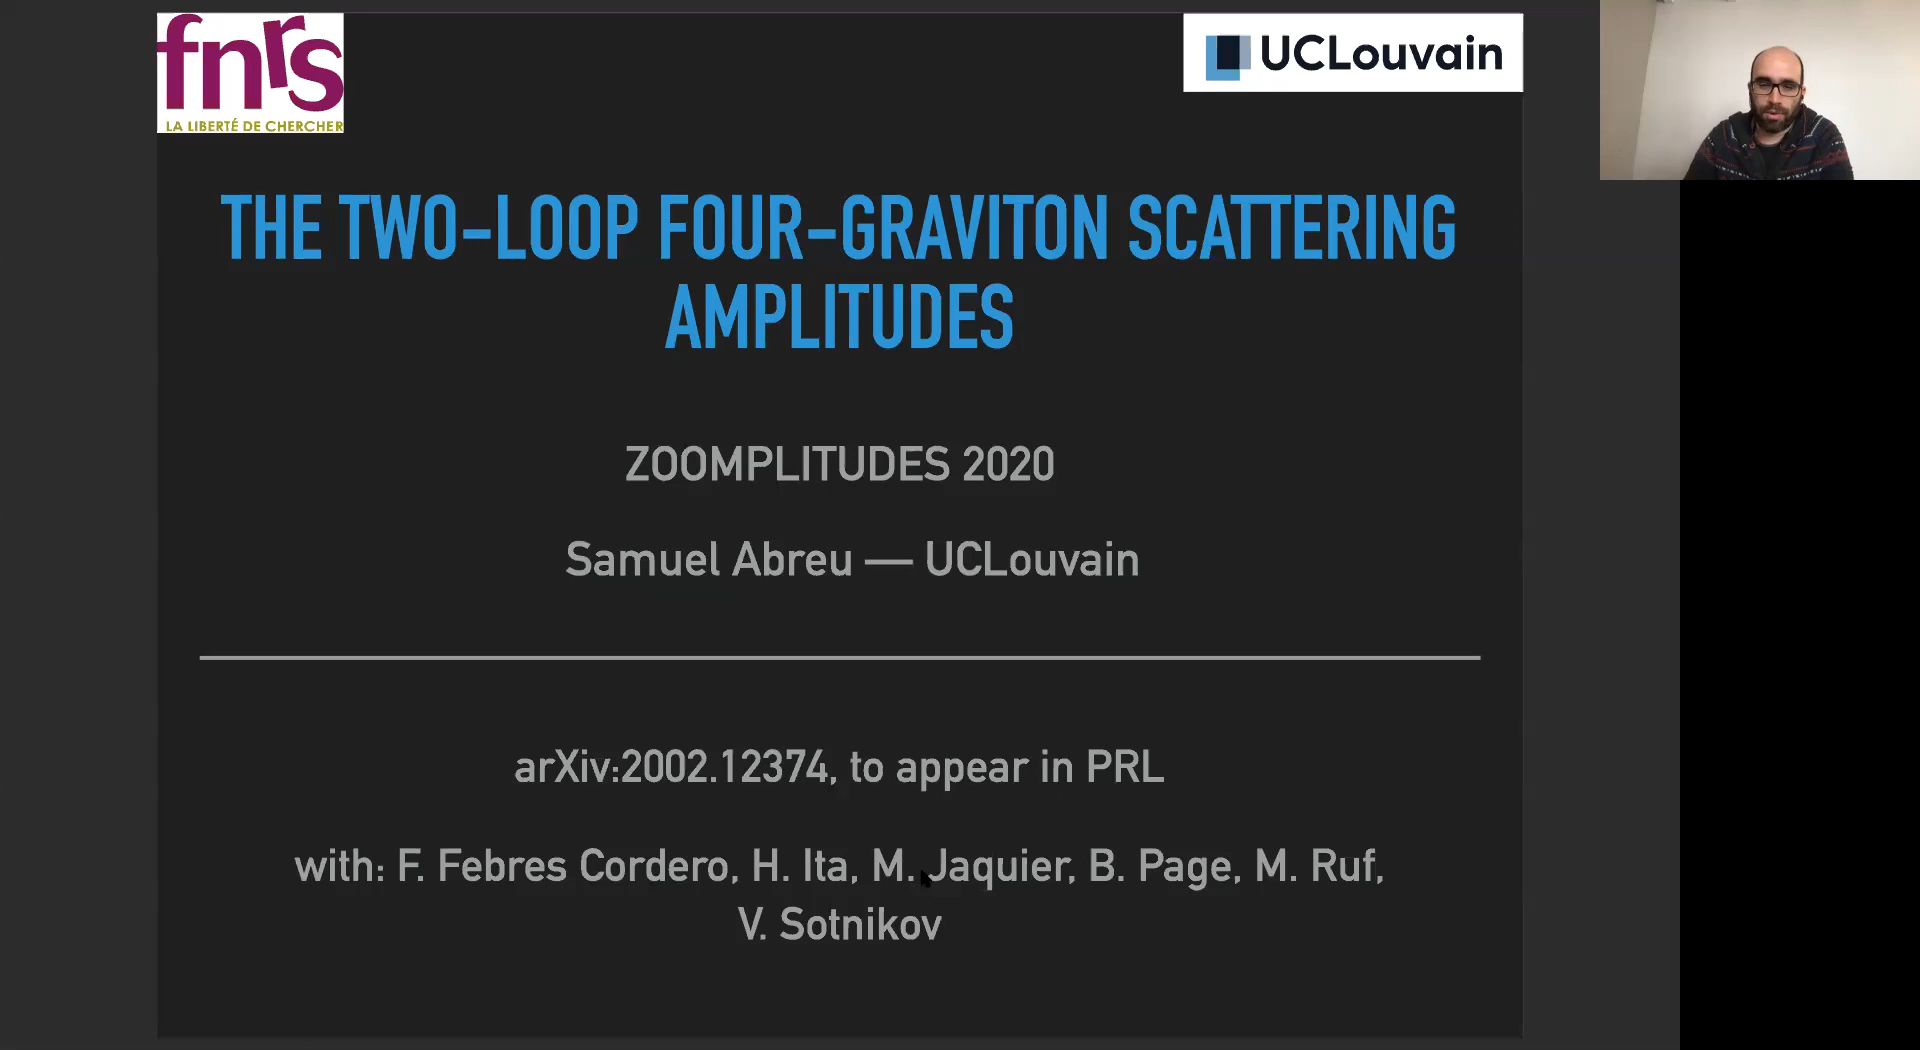 fnrs
LA LIBERTÉ DE CHERCHER
UCLouvain
THE TWO-LOOP FOUR-GRAVITON SCATTERING
AMPLITUDES
ZOOMPLITUDES 2020
Samuel Abreu — UCLouvain
arXiv:2002.12374, to appear in PRL
with: F. Febres Cordero, H. Ita, M. Jaquier, B. Page, M. Ruf,
V. Sotnikov